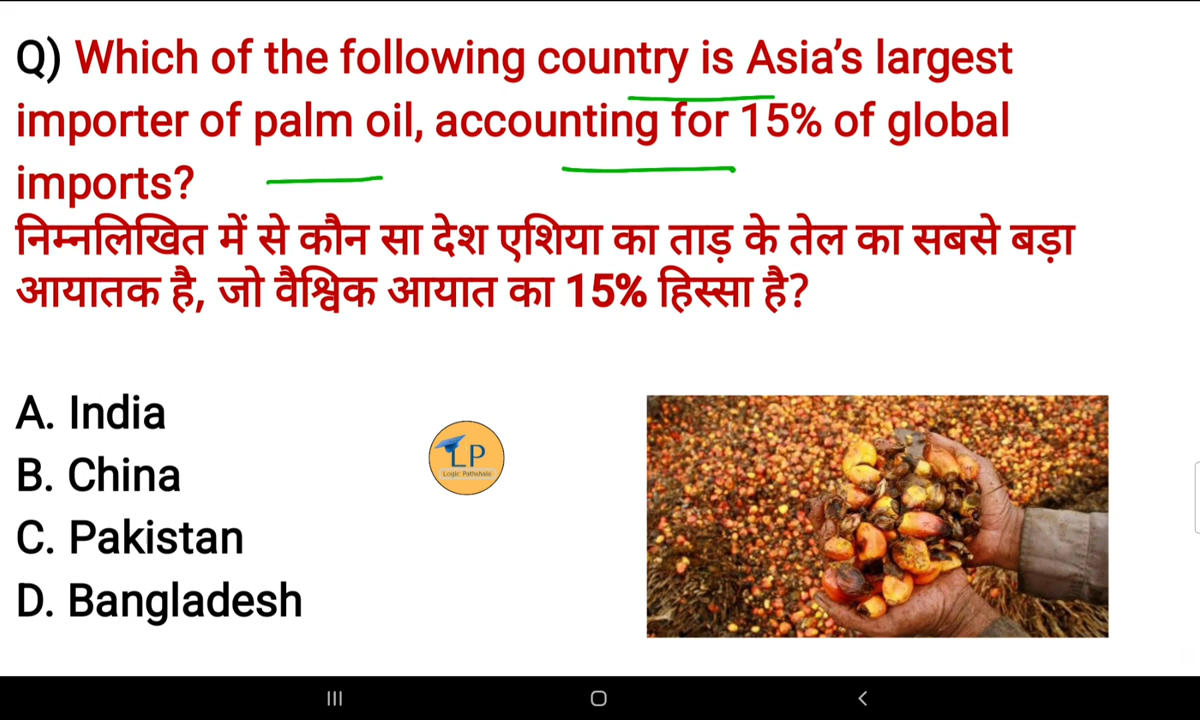 Q) Which of the following country is Asia's largest
importer of palm oil, accounting for 15% of global
imports?
निम्नलिखित में से कौन सा देश एशिया का ताड़ के तेल का सबसे बड़ा
आयातक है, जो वैश्विक आयात का 15% हिस्सा है?
A. India
B. China
C. Pakistan
D. Bangladesh
LP
Logic Pathshala